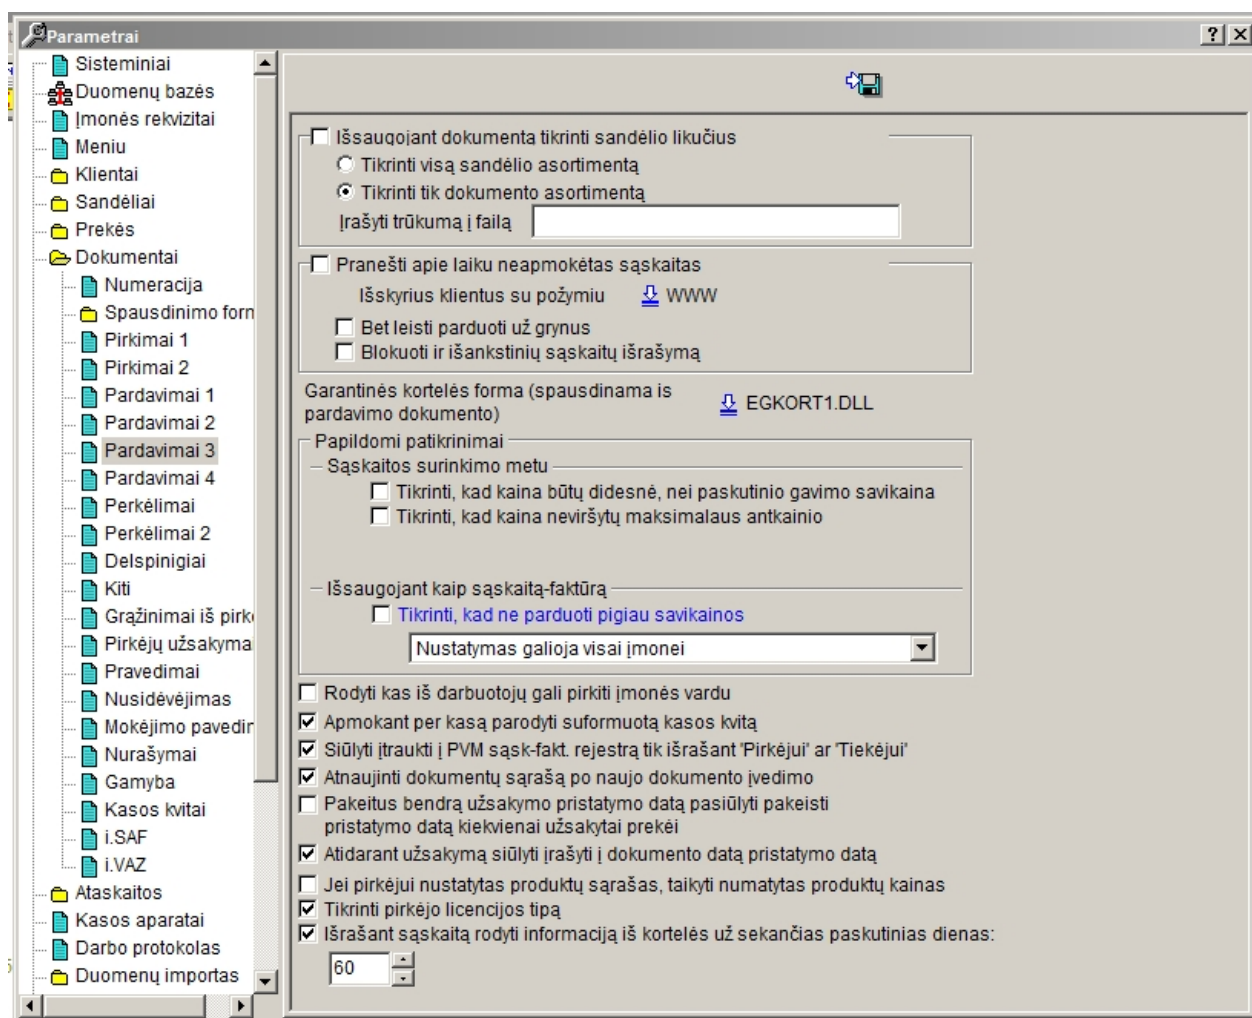 Parametrai
Sisteminiai
Duomenų bazės
Įmonės rekvizitai
Meniu
Klientai
Sandėliai
Prekės
Dokumentai
Numeracija
Spausdinimo forn
Pirkimai 1
Pirkimai 2
Pardavimai 1
Pardavimai 2
Pardavimai 3
Pardavimai 4
Perkėlimai
Perkėlimai 2
Delspinigiai
Kiti
Grąžinimai iš pirk
Pirkėjų užsakyma
Pravedimai
Nusidėvėjimas
Mokėjimo pavedir
Nurašymai
Gamyba
Kasos kvitai
i.SAF
i.VAZ
Ataskaitos
Kasos aparatai
Darbo protokolas
Duomenų importas
Išsaugojant dokumentą tikrinti sandėlio likučius
Tikrinti visą sandėlio asortimentą
Tikrinti tik dokumento asortimentą
Įrašyti trūkumą į failą
Pranešti apie laiku neapmokėtas sąskaitas
Išskyrius klientus su požymiu WWW
Bet leisti parduoti už grynus
Blokuoti ir išankstinių sąskaitų išrašymą
Garantinės kortelės forma (spausdinama is
pardavimo dokumento) EGKORT1.DLL
Papildomi patikrinimai
Sąskaitos surinkimo metu
Tikrinti, kad kaina būtų didesnė, nei paskutinio gavimo savikaina
Tikrinti, kad kaina neviršytų maksimalaus antkainio
Išsaugojant kaip sąskaitą-faktūrą
Tikrinti, kad ne parduoti pigiau savikainos
Nustatymas galioja visai įmonei
Rodyti kas iš darbuotojų gali pirkiti įmonės vardu
Apmokant per kasą parodyti suformuotą kasos kvitą
Siūlyti įtraukti į PVM sąsk-fakt. rejestrą tik išrašant 'Pirkėjui' ar 'Tiekėjui'
Atnaujinti dokumentų sąrašą po naujo dokumento įvedimo
Pakeitus bendrą užsakymo pristatymo datą pasiūlyti pakeisti
pristatymo datą kiekvienai užsakytai prekėi
Atidarant užsakymą siūlyti įrašyti į dokumento datą pristatymo datą
Jei pirkėjui nustatytas produktų sąrašas, taikyti numatytas produktų kainas
Tikrinti pirkėjo licencijos tipą
Išrašant sąskaitą rodyti informaciją iš kortelės už sekančias paskutinias dienas:
60